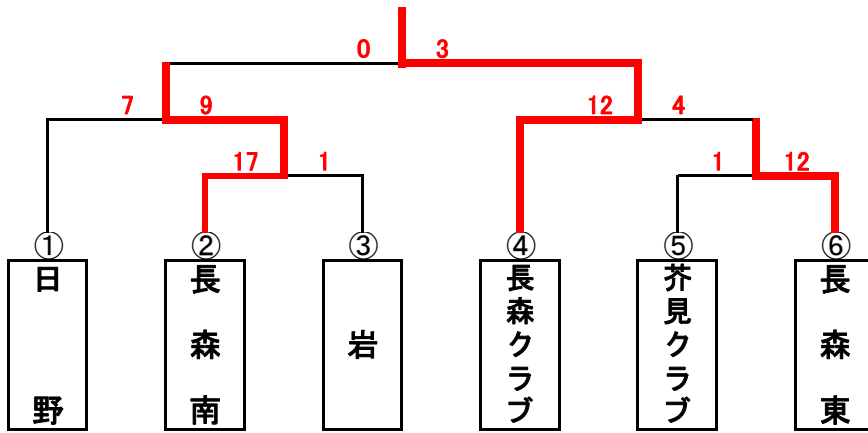 0 3
7 9 12 4
17 1 1 12
① ② ③ ④ ⑤ ⑥
日野
長森南
岩
長森クラブ
芥見クラブ
長森東